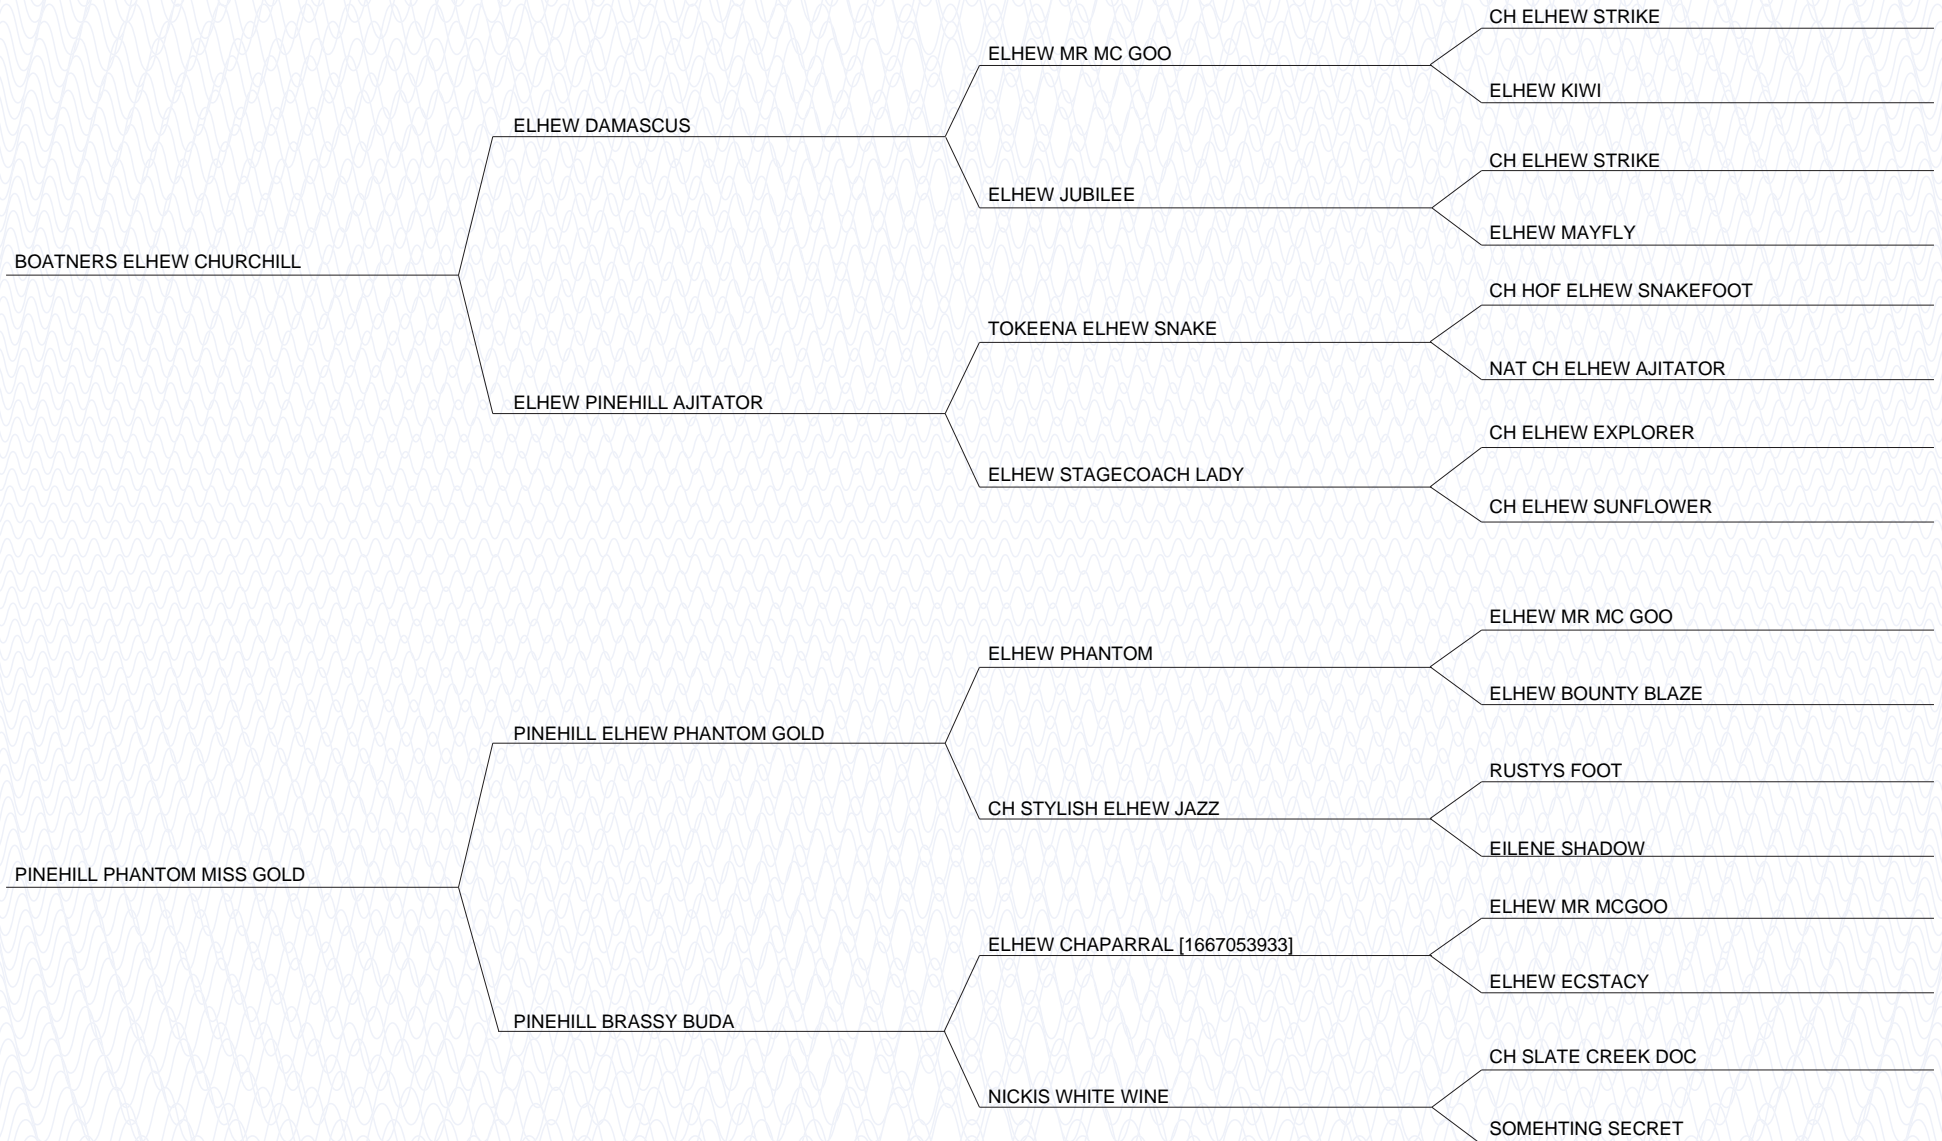 CH ELHEW STRIKE
ELHEW MR MC GOO
ELHEW KIWI
ELHEW DAMASCUS
CH ELHEW STRIKE
ELHEW JUBILEE
ELHEW MAYFLY
BOATNERS ELHEW CHURCHILL
CH HOF ELHEW SNAKEFOOT
TOKEENA ELHEW SNAKE
NAT CH ELHEW AJITATOR
ELHEW PINEHILL AJITATOR
CH ELHEW EXPLORER
ELHEW STAGECOACH LADY
CH ELHEW SUNFLOWER
ELHEW MR MC GOO
ELHEW PHANTOM
ELHEW BOUNTY BLAZE
PINEHILL ELHEW PHANTOM GOLD
RUSTYS FOOT
CH STYLISH ELHEW JAZZ
EILENE SHADOW
PINEHILL PHANTOM MISS GOLD
ELHEW MR MCGOO
ELHEW CHAPARRAL [1667053933]
ELHEW ECSTACY
PINEHILL BRASSY BUDA
CH SLATE CREEK DOC
NICKIS WHITE WINE
SOMEHTING SECRET